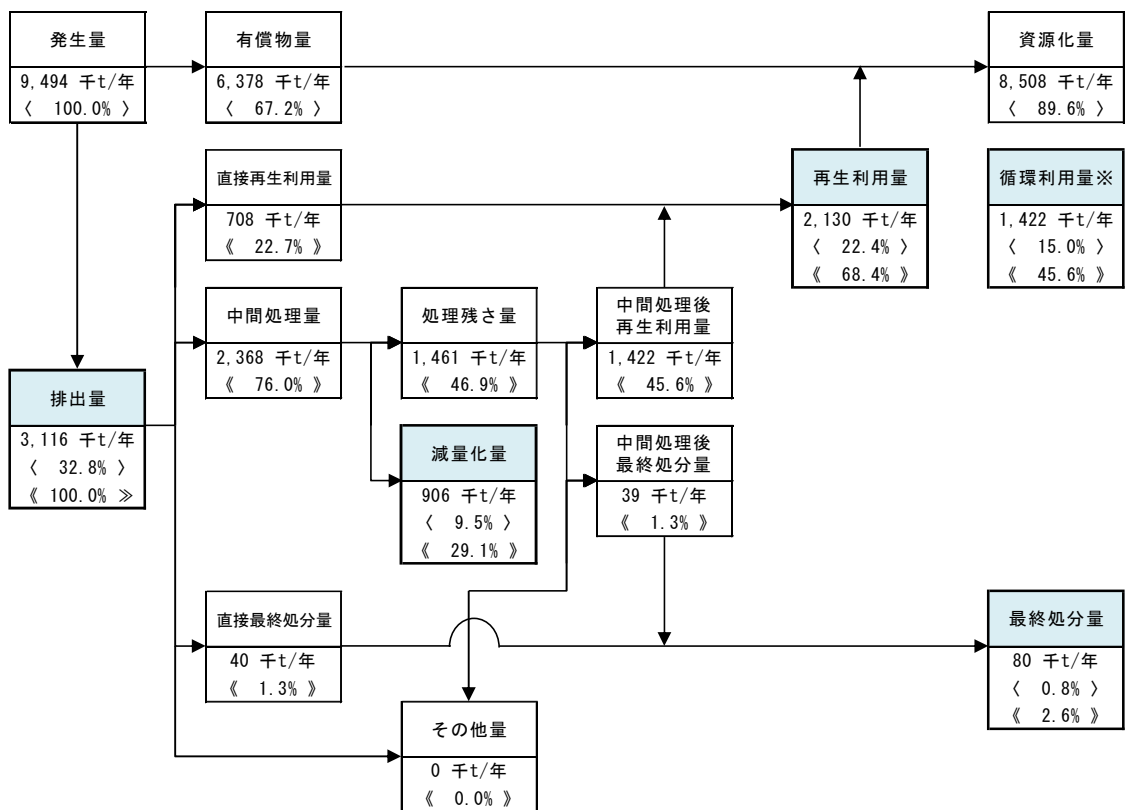 発生量
9,494 千t/年
〈 100.0% 〉
有償物量
6,378 千t/年
〈 67.2% 〉
資源化量
8,508 千t/年
〈 89.6% 〉
直接再生利用量
708 千t/年
《 22.7% 》
再生利用量
2,130 千t/年
〈 22.4% 〉
《 68.4% 》
循環利用量※
1,422 千t/年
〈 15.0% 〉
《 45.6% 》
中間処理量
2,368 千t/年
《 76.0% 》
処理残さ量
1,461 千t/年
《 46.9% 》
中間処理後
再生利用量
1,422 千t/年
《 45.6% 》
排出量
3,116 千t/年
〈 32.8% 〉
《 100.0% ≫
減量化量
906 千t/年
〈 9.5% 〉
《 29.1% 》
中間処理後
最終処分量
39 千t/年
《 1.3% 》
直接最終処分量
40 千t/年
《 1.3% 》
最終処分量
80 千t/年
〈 0.8% 〉
《 2.6% 》
その他量
0 千t/年
《 0.0% 》